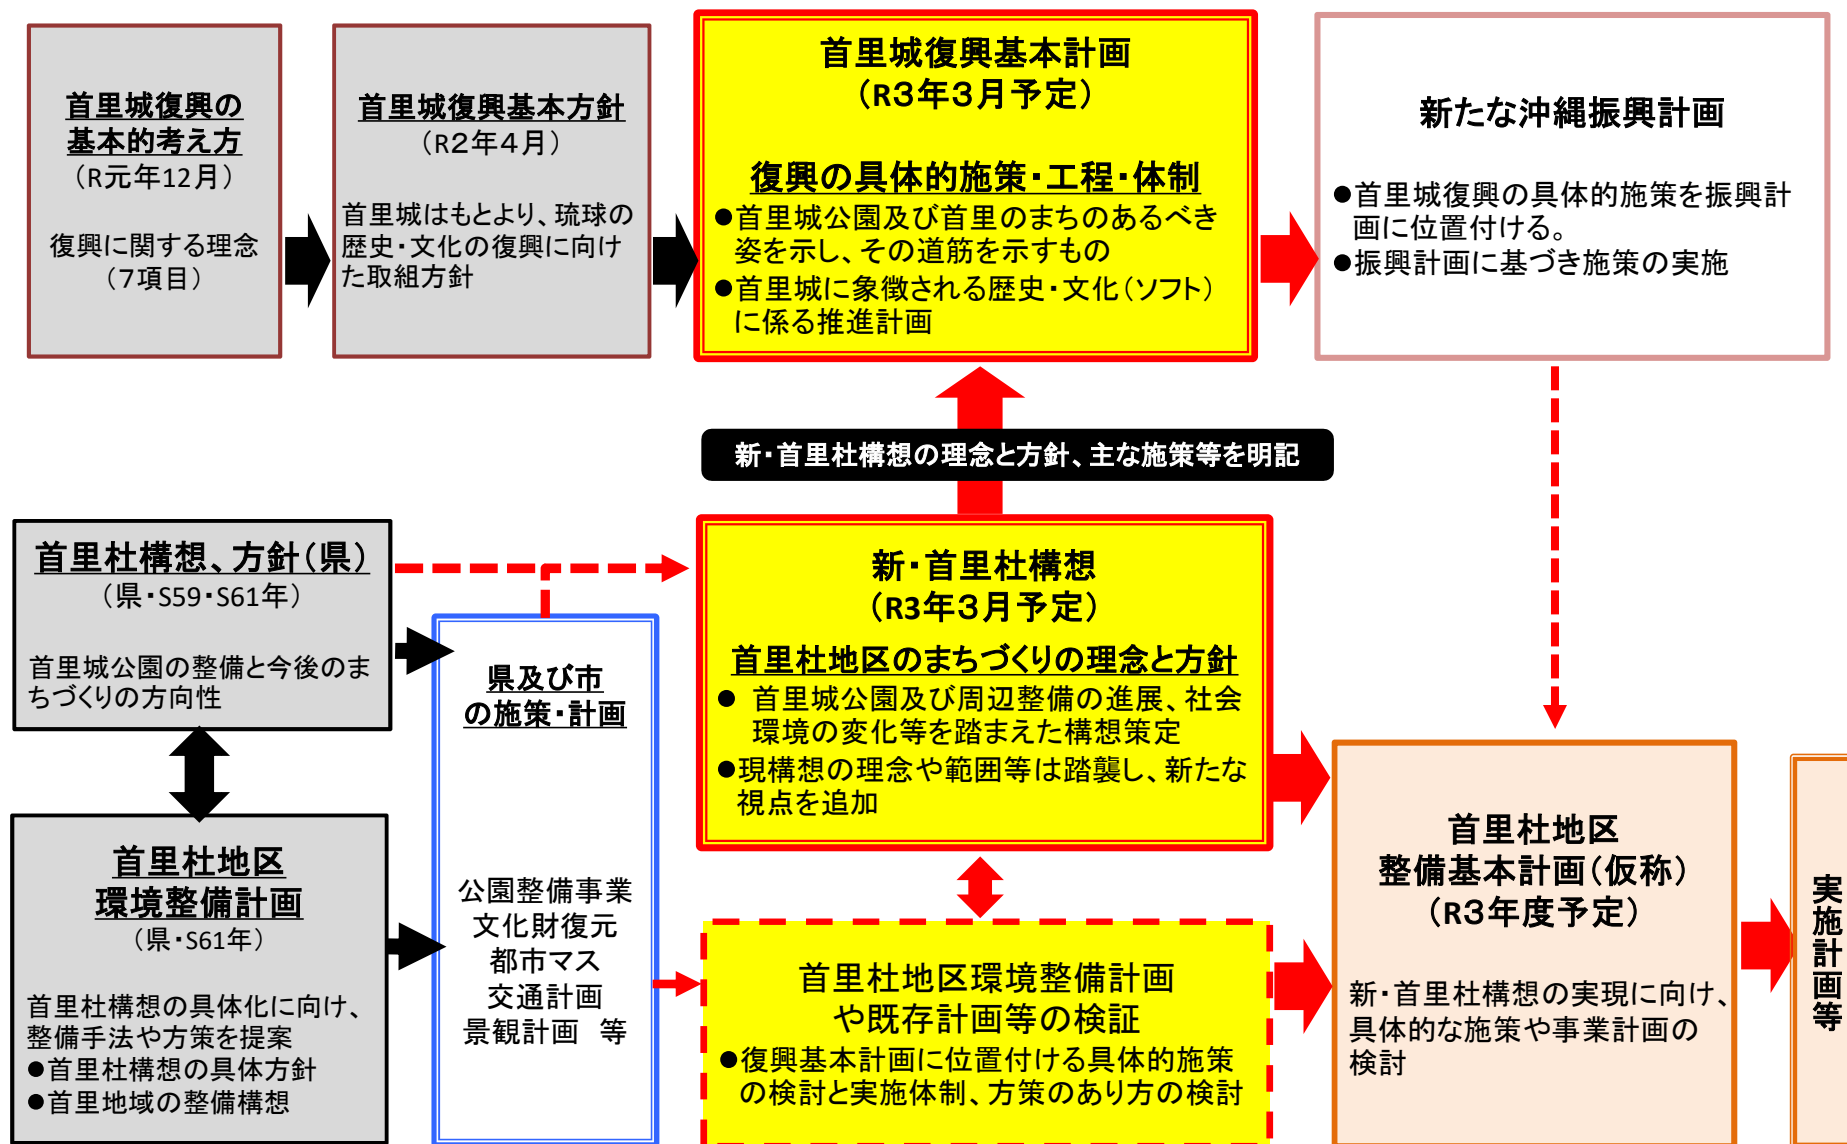 首里城復興の
基本的考え方
(R元年12月)
復興に関する理念
(7項目)
首里城復興基本方針
(R2年4月)
首里城はもとより、琉球の
歴史・文化の復興に向け
た取組方針
首里城復興基本計画
(R3年3月予定)
復興の具体的施策・工程・体制
●首里城公園及び首里のまちのあるべき
姿を示し、その道筋を示すもの
●首里城に象徴される歴史・文化(ソフト)
に係る推進計画
新たな沖縄振興計画
●首里城復興の具体的施策を振興計
画に位置付ける。
●振興計画に基づき施策の実施
新・首里杜構想の理念と方針、主な施策等を明記
首里杜構想、方針(県)
(県・S59・S61年)
首里城公園の整備と今後のま
ちづくりの方向性
首里杜地区
環境整備計画
(県・S61年)
首里杜構想の具体化に向け、
整備手法や方策を提案
●首里杜構想の具体方針
●首里地域の整備構想
県及び市
の施策・計画
公園整備事業
文化財復元
都市マス
交通計画
景観計画 等
新・首里杜構想
(R3年3月予定)
首里杜地区のまちづくりの理念と方針
● 首里城公園及び周辺整備の進展、社会
環境の変化等を踏まえた構想策定
●現構想の理念や範囲等は踏襲し、新たな
視点を追加
首里杜地区環境整備計画
や既存計画等の検証
●復興基本計画に位置付ける具体的施策
の検討と実施体制、方策のあり方の検討
首里杜地区
整備基本計画(仮称)
(R3年度予定)
新・首里杜構想の実現に向け、
具体的な施策や事業計画の
検討
実施計画等